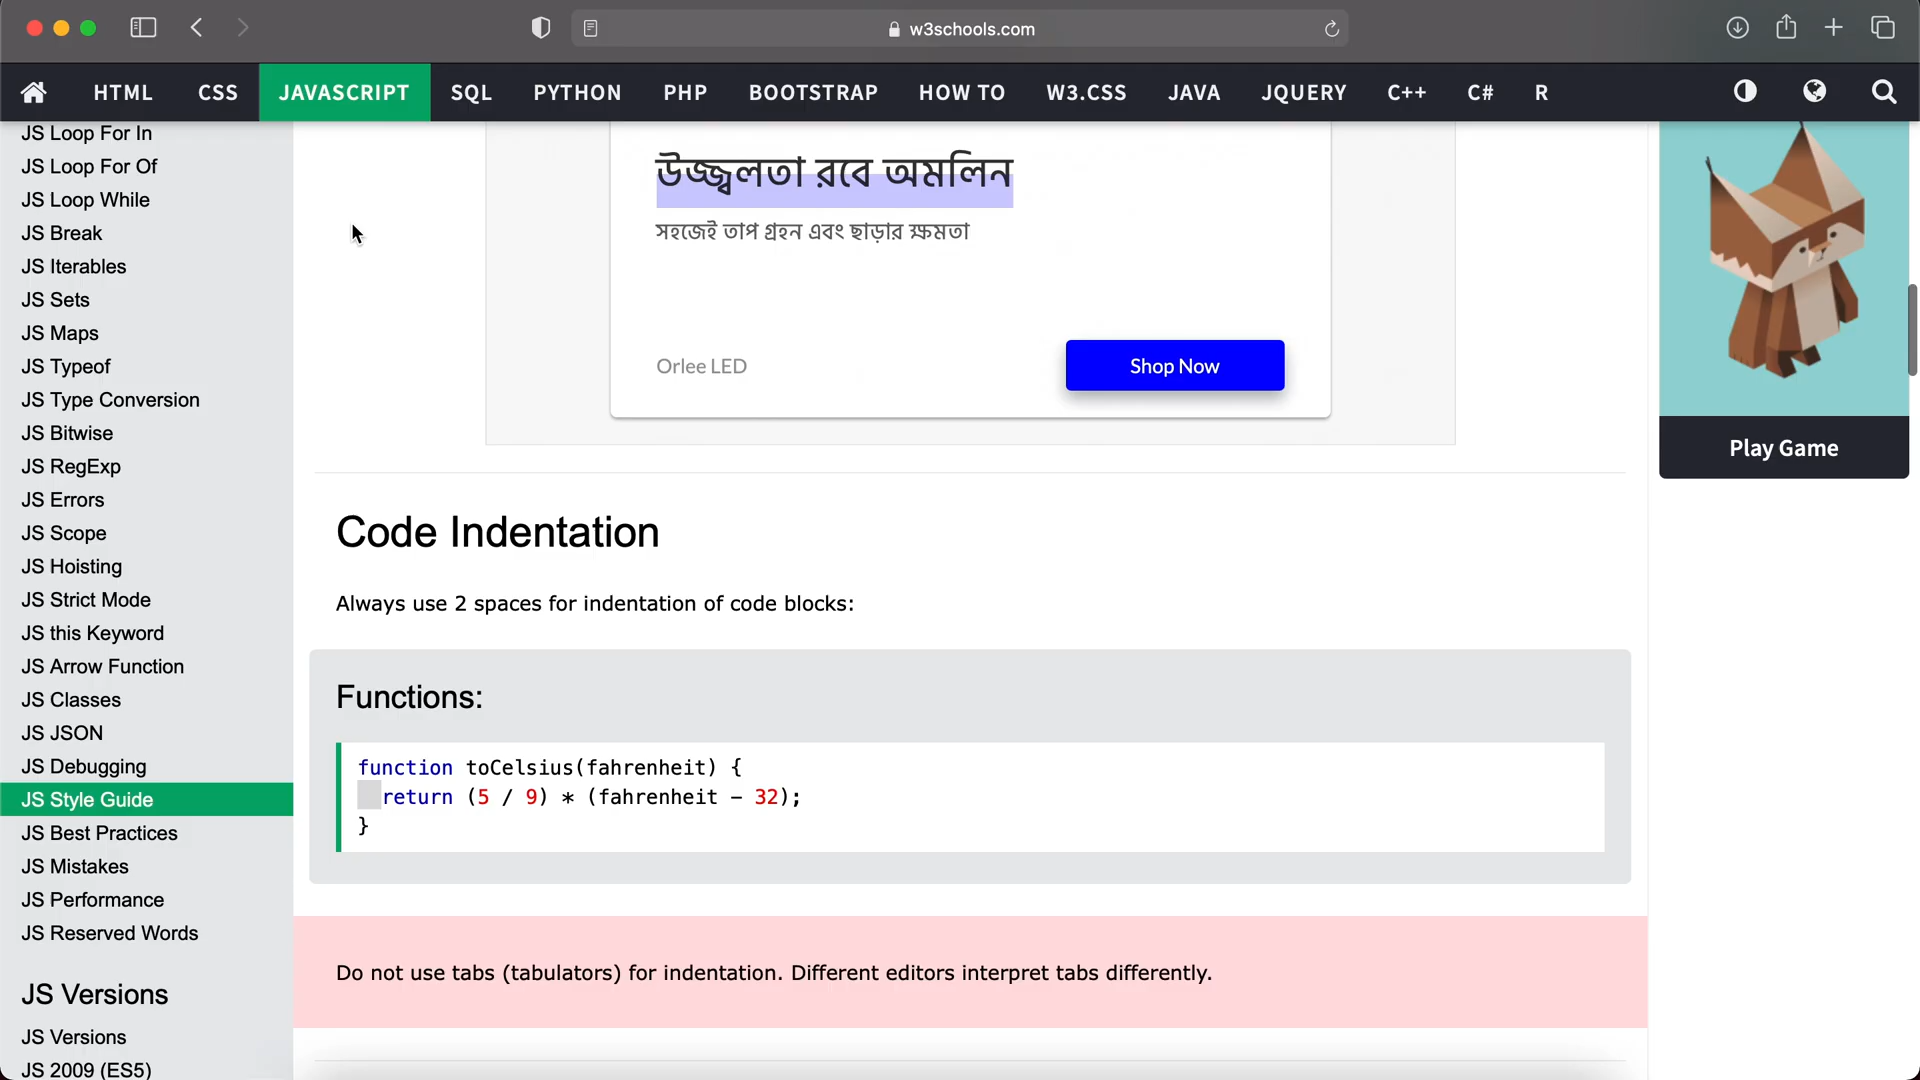 w3schools.com
HTML CSS JAVASCRIPT SQL PYTHON PHP BOOTSTRAP HOW TO W3.CSS JAVA JQUERY C++ C# R
JS Loop For In
JS Loop For Of
JS Loop While
JS Break
JS Iterables
JS Sets
JS Maps
JS Typeof
JS Type Conversion
JS Bitwise
JS RegExp
JS Errors
JS Scope
JS Hoisting
JS Strict Mode
JS this Keyword
JS Arrow Function
JS Classes
JS JSON
JS Debugging
JS Style Guide
JS Best Practices
JS Mistakes
JS Performance
JS Reserved Words
JS Versions
JS Versions
JS 2009 (ES5)
উজ্জ্বলতা রবে অমলিন
সহজেই তাপ গ্রহন এবং ছাড়ার ক্ষমতা
Orlee LED
Shop Now
Code Indentation
Always use 2 spaces for indentation of code blocks:
Functions:
function toCelsius(fahrenheit) {
return (5 / 9) * (fahrenheit - 32);
}
Do not use tabs (tabulators) for indentation. Different editors interpret tabs differently.
Play Game